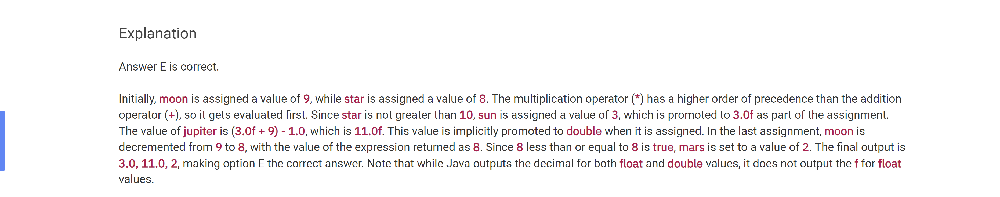 Explanation
Answer E is correct.
Initially, moon is assigned a value of 9, while star is assigned a value of 8. The multiplication operator (*) has a higher order of precedence than the addition
operator (+), so it gets evaluated first. Since star is not greater than 10, sun is assigned a value of 3, which is promoted to 3.0f as part of the assignment.
The value of jupiter is (3.0f + 9) - 1.0, which is 11.0f. This value is implicitly promoted to double when it is assigned. In the last assignment, moon is
decremented from 9 to 8, with the value of the expression returned as 8. Since 8 less than or equal to 8 is true, mars is set to a value of 2. The final output is
3.0, 11.0, 2, making option E the correct answer. Note that while Java outputs the decimal for both float and double values, it does not output the f for float
values.